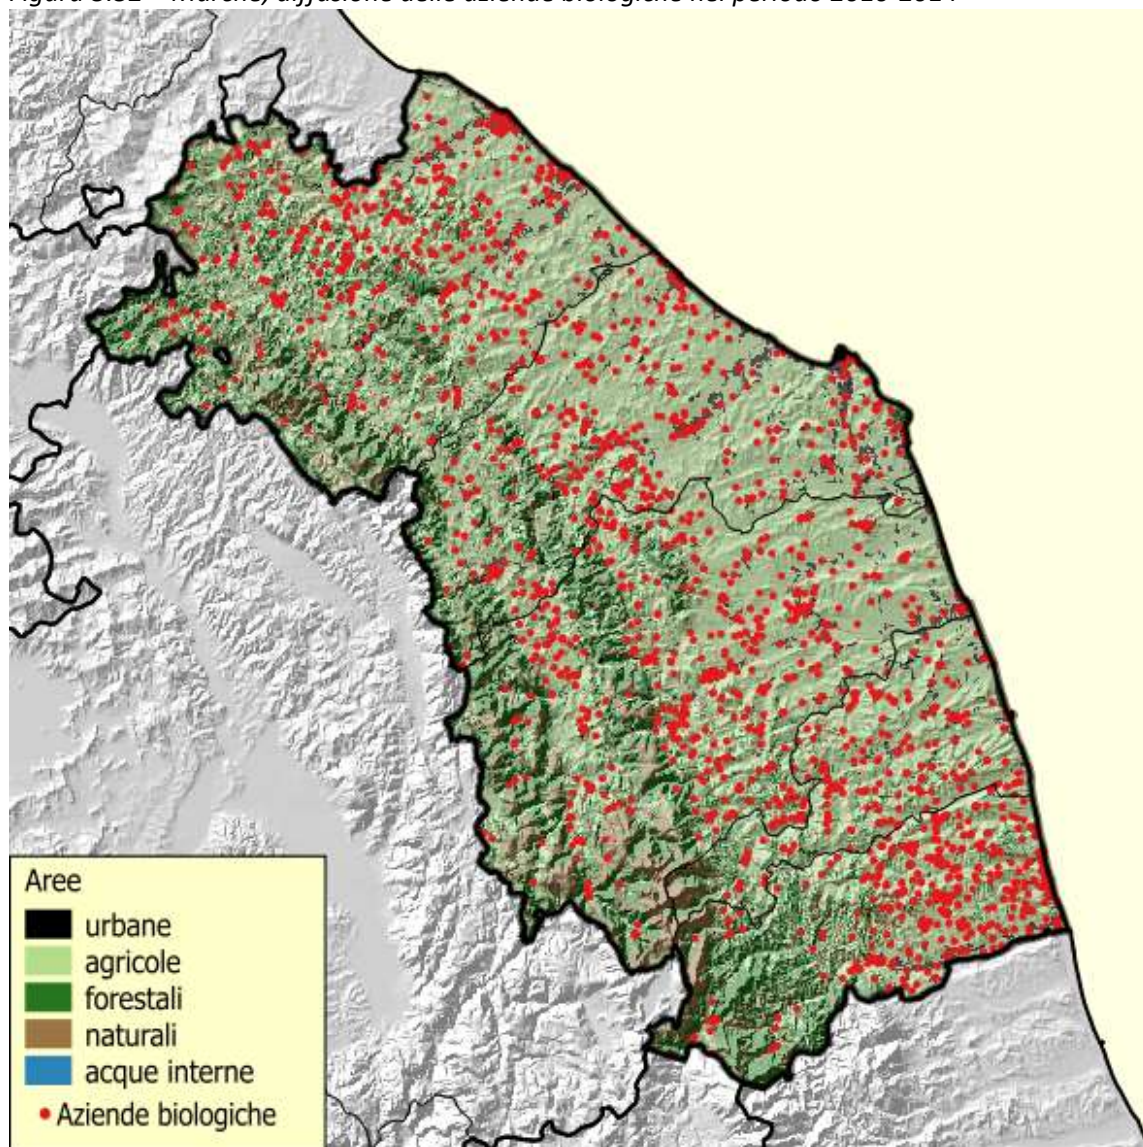 Aree
urbane
agricole
forestali
naturali
acque interne
Aziende biologiche